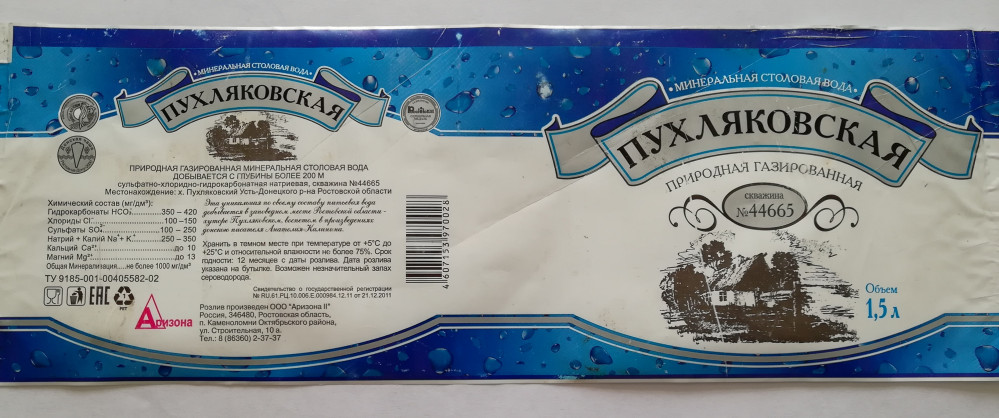 МИНЕРАЛЬНАЯ СТОЛОВАЯ ВОДА
ПУХЛЯКОВСКАЯ
ПРИРОДНАЯ ГАЗИРОВАННАЯ МИНЕРАЛЬНАЯ СТОЛОВАЯ ВОДА
ДОБЫВАЕТСЯ С ГЛУБИНЫ БОЛЕЕ 200 М
сульфатно-хлоридно-гидрокарбонатная натриевая, скважина №44665
Местонахождение: х. Пухляковский Усть-Донецкого р-на Ростовской области
Химический состав (мг/дм³):
Гидрокарбонаты HCO₃⁻ 350 – 420
Хлориды Cl⁻ 100 –150
Сульфаты SO₄²⁻ 100 – 250
Натрий + Калий Na⁺+ K⁺ 250 – 350
Кальций Ca²⁺ до 10
Магний Mg²⁺ до 13
Общая Минерализация....не более 1000 мг/дм³
ТУ 9185-001-00405582-02
EAC
PET
Аризона
Эта уникальная по своему составу питьевая вода
добывается в заповедном месте Ростовской области -
хуторе Пухляковском, воспетом в произведениях
донского писателя Анатолия Калинина.
Хранить в темном месте при температуре от +5°С до
+25°С и относительной влажности не более 75%. Срок
годности: 12 месяцев с даты розлива. Дата розлива
указана на бутылке. Возможен незначительный запах
сероводорода.
Свидетельство о государственной регистрации
№ RU.61.РЦ.10.006.Е.000984.12.11 от 21.12.2011
Розлив произведен ООО "Аризона II"
Россия, 346480, Ростовская область,
п. Каменоломни Октябрьского района,
ул. Строительная, 10 а.
Тел.: 8 (86360) 2-37-37
4607153970028
МИНЕРАЛЬНАЯ СТОЛОВАЯ ВОДА
ПУХЛЯКОВСКАЯ
ПРИРОДНАЯ ГАЗИРОВАННАЯ
скважина
№44665
Объем
1,5 л